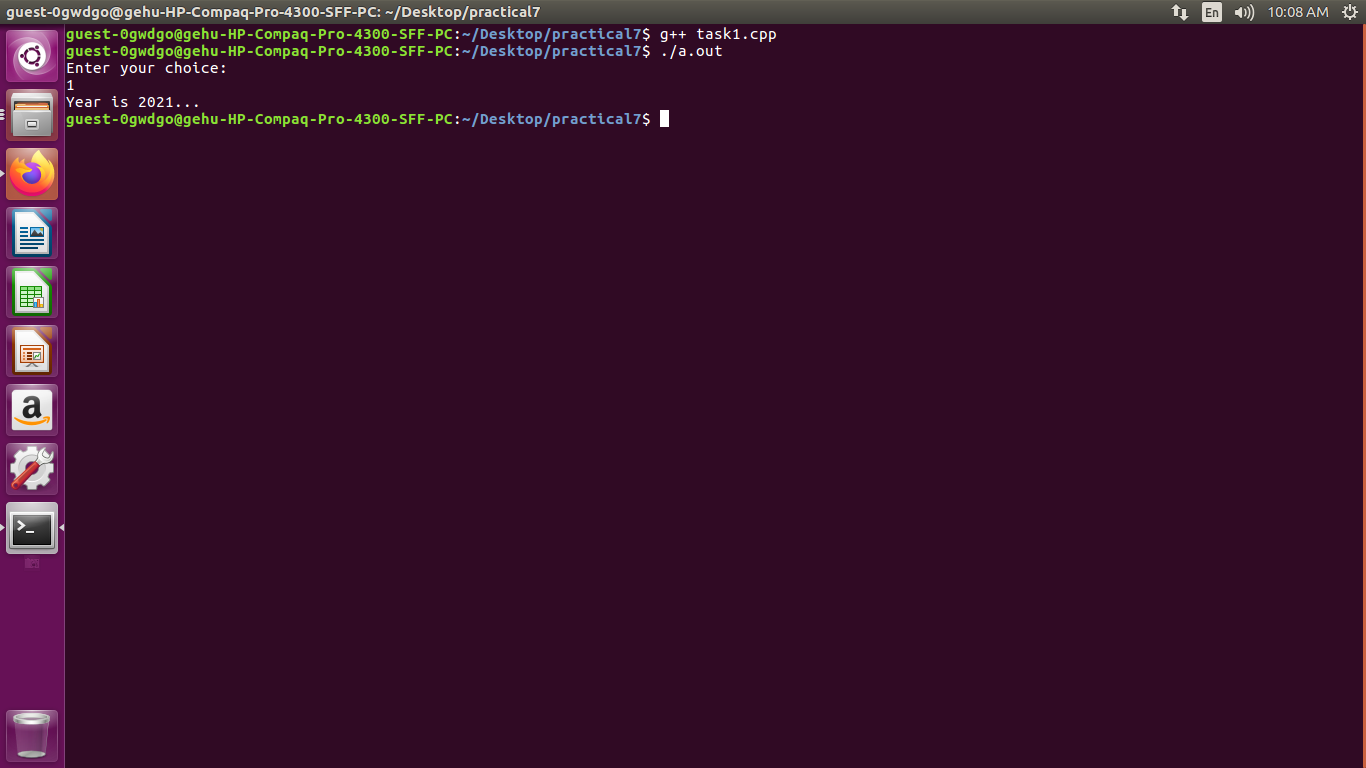 guest-0gwdgo@gehu-HP-Compaq-Pro-4300-SFF-PC: ~/Desktop/practical7
En
10:08 AM
guest-0gwdgo@gehu-HP-Compaq-Pro-4300-SFF-PC:~/Desktop/practical7$ g++ task1.cpp
guest-0gwdgo@gehu-HP-Compaq-Pro-4300-SFF-PC:~/Desktop/practical7$ ./a.out
Enter your choice:
1
Year is 2021...
guest-0gwdgo@gehu-HP-Compaq-Pro-4300-SFF-PC:~/Desktop/practical7$
a
>_